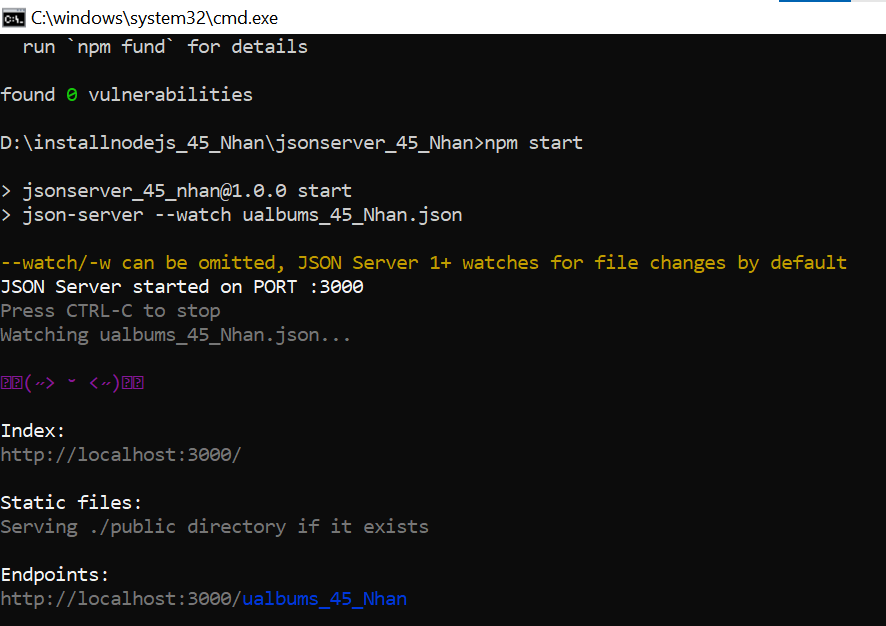 C:\windows\system32\cmd.exe
run `npm fund` for details
found 0 vulnerabilities
D:\installnodejs_45_Nhan\jsonserver_45_Nhan>npm start
> jsonserver_45_nhan@1.0.0 start
> json-server --watch ualbums_45_Nhan.json
--watch/-w can be omitted, JSON Server 1+ watches for file changes by default
JSON Server started on PORT :3000
Press CTRL-C to stop
Watching ualbums_45_Nhan.json...
(˶> ᵕ <˶)
Index:
http://localhost:3000/
Static files:
Serving ./public directory if it exists
Endpoints:
http://localhost:3000/ualbums_45_Nhan